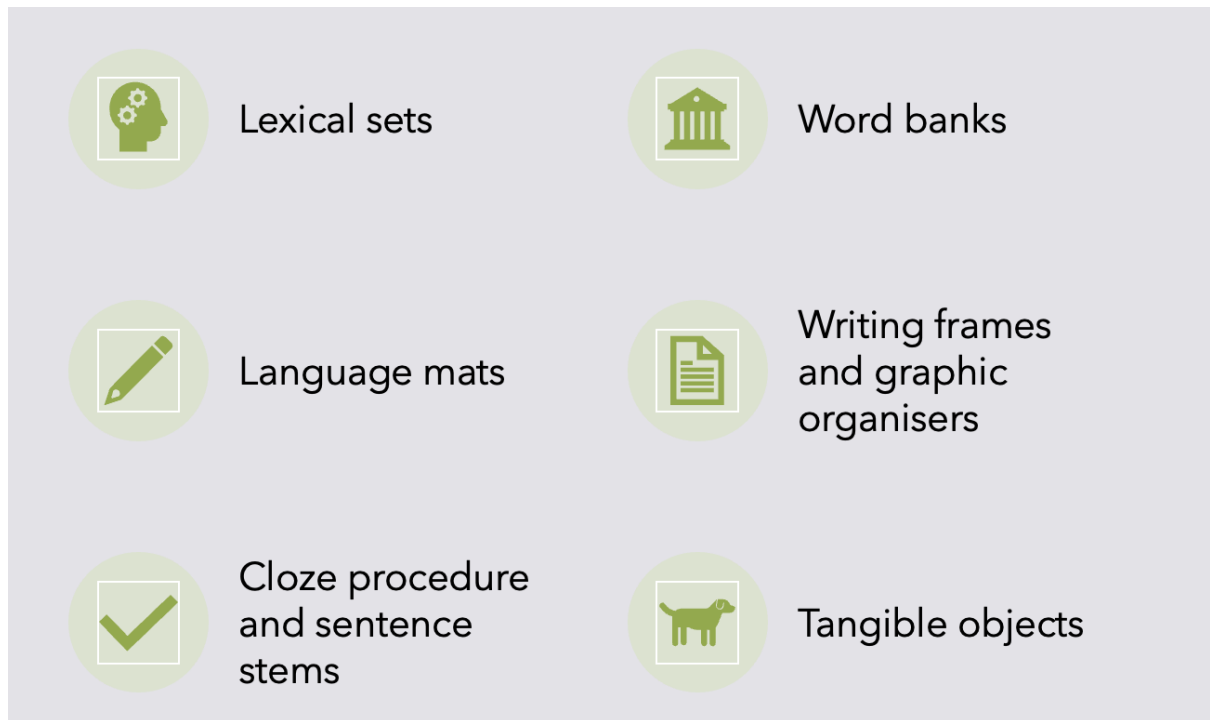 Lexical sets
Word banks
Language mats
Writing frames
and graphic
organisers
Cloze procedure
and sentence
stems
Tangible objects